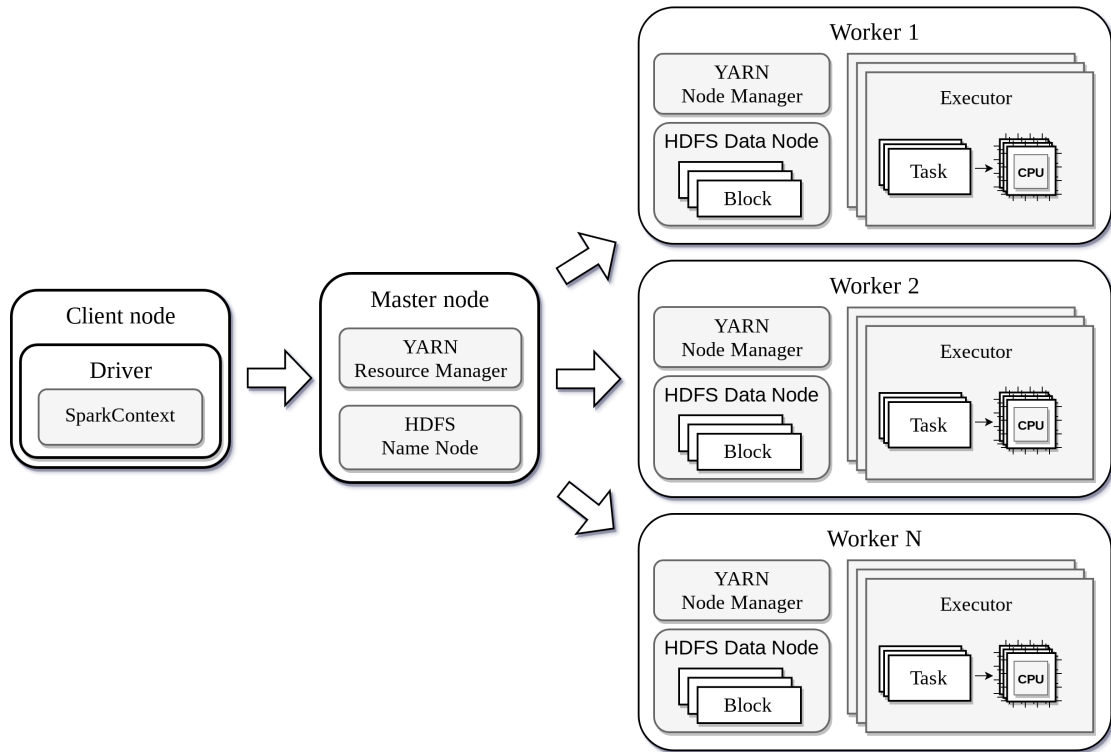 Client node
Driver
SparkContext
Master node
YARN
Resource Manager
HDFS
Name Node
Worker 1
YARN
Node Manager
HDFS Data Node
Block
Executor
Task
CPU
Worker 2
YARN
Node Manager
HDFS Data Node
Block
Executor
Task
CPU
Worker N
YARN
Node Manager
HDFS Data Node
Block
Executor
Task
CPU